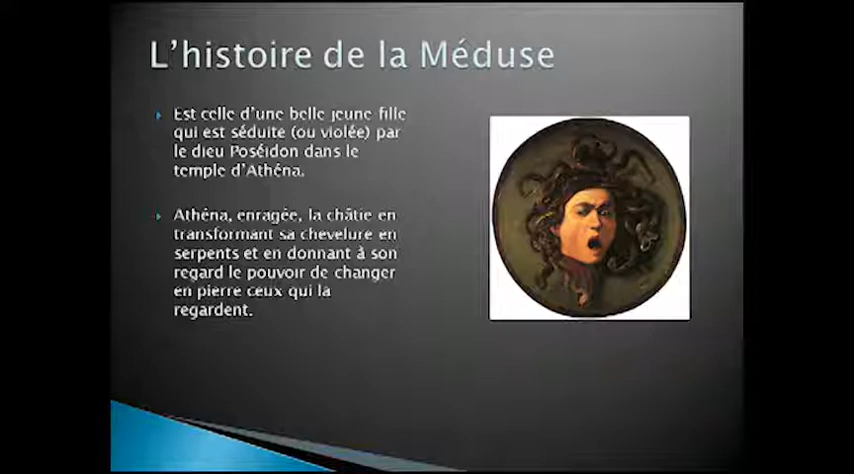 L'histoire de la Méduse
Est celle d'une belle jeune fille
qui est séduite (ou violée) par
le dieu Poséidon dans le
temple d'Athéna.
Athéna, enragée, la châtie en
transformant sa chevelure en
serpents et en donnant à son
regard le pouvoir de changer
en pierre ceux qui la
regardent.